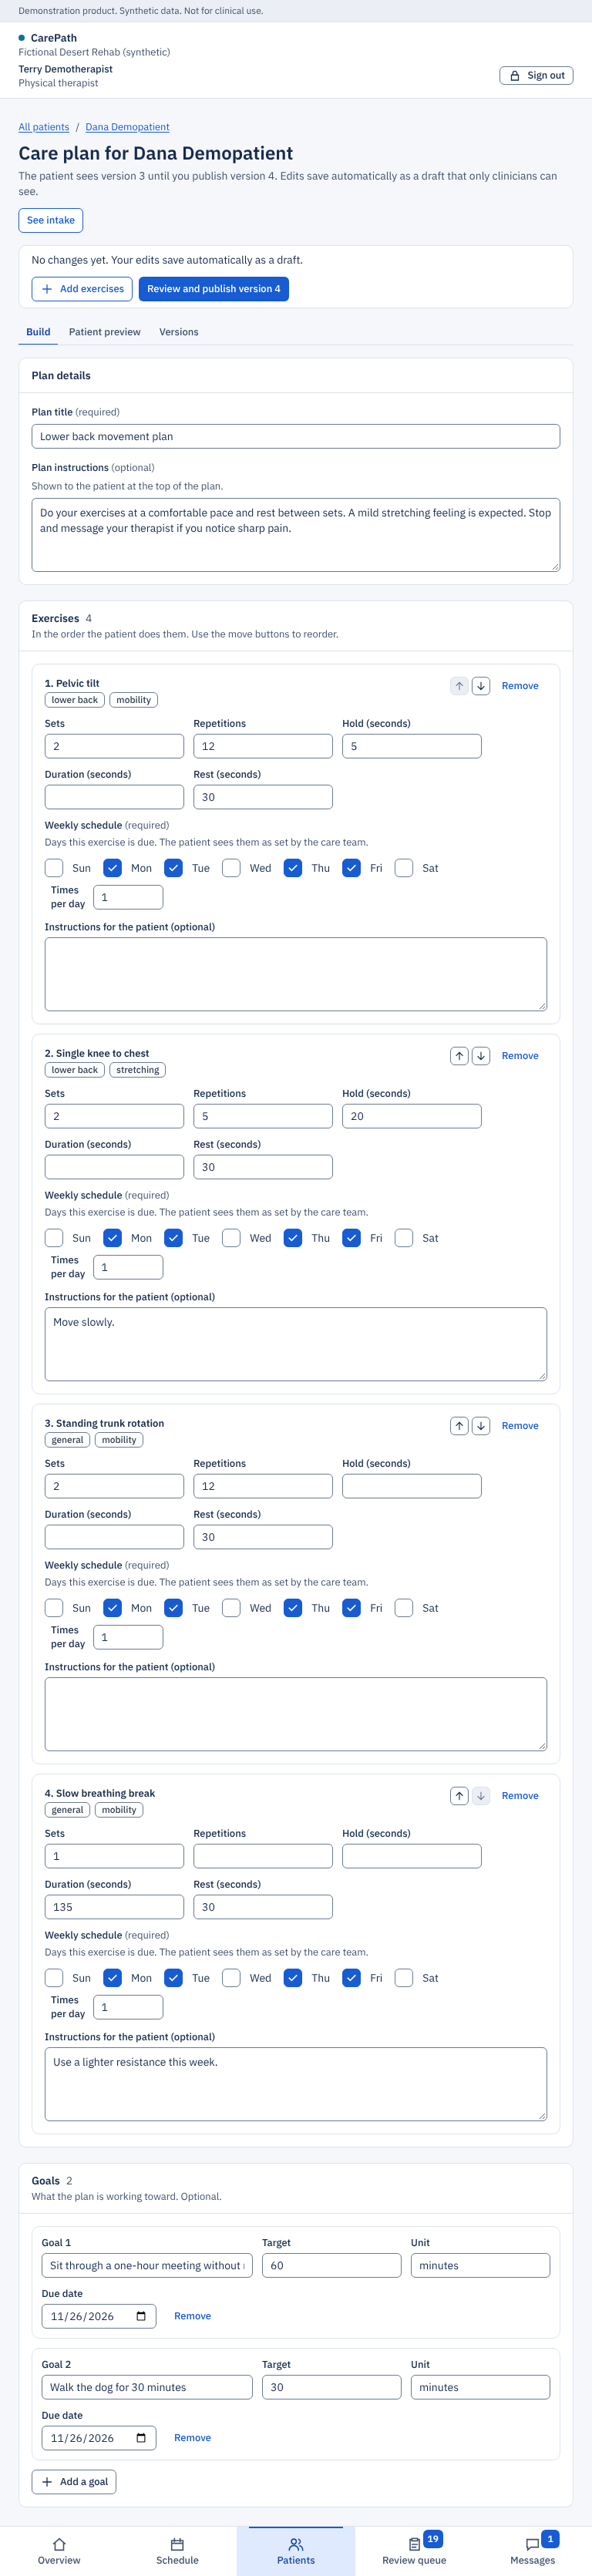 Demonstration product. Synthetic data. Not for clinical use.
CarePath
Fictional Desert Rehab (synthetic)
Terry Demotherapist
Physical therapist
Sign out
All patients / Dana Demopatient
Care plan for Dana Demopatient
The patient sees version 3 until you publish version 4. Edits save automatically as a draft that only clinicians can
see.
See intake
No changes yet. Your edits save automatically as a draft.
Add exercises
Review and publish version 4
Build Patient preview Versions
Plan details
Plan title (required)
Lower back movement plan
Plan instructions (optional)
Shown to the patient at the top of the plan.
Do your exercises at a comfortable pace and rest between sets. A mild stretching feeling is expected. Stop
and message your therapist if you notice sharp pain.
Exercises 4
In the order the patient does them. Use the move buttons to reorder.
1. Pelvic tilt
Remove
lower back mobility
Sets Repetitions Hold (seconds)
2 12 5
Duration (seconds) Rest (seconds)
30
Weekly schedule (required)
Days this exercise is due. The patient sees them as set by the care team.
Sun Mon Tue Wed Thu Fri Sat
Times
per day
1
Instructions for the patient (optional)
2. Single knee to chest
Remove
lower back stretching
Sets Repetitions Hold (seconds)
2 5 20
Duration (seconds) Rest (seconds)
30
Weekly schedule (required)
Days this exercise is due. The patient sees them as set by the care team.
Sun Mon Tue Wed Thu Fri Sat
Times
per day
1
Instructions for the patient (optional)
Move slowly.
3. Standing trunk rotation
Remove
general mobility
Sets Repetitions Hold (seconds)
2 12
Duration (seconds) Rest (seconds)
30
Weekly schedule (required)
Days this exercise is due. The patient sees them as set by the care team.
Sun Mon Tue Wed Thu Fri Sat
Times
per day
1
Instructions for the patient (optional)
4. Slow breathing break
Remove
general mobility
Sets Repetitions Hold (seconds)
1
Duration (seconds) Rest (seconds)
135 30
Weekly schedule (required)
Days this exercise is due. The patient sees them as set by the care team.
Sun Mon Tue Wed Thu Fri Sat
Times
per day
1
Instructions for the patient (optional)
Use a lighter resistance this week.
Goals 2
What the plan is working toward. Optional.
Goal 1 Target Unit
Sit through a one-hour meeting without 60 minutes
Due date
11/26/2026
Remove
Goal 2 Target Unit
Walk the dog for 30 minutes 30 minutes
Due date
11/26/2026
Remove
Add a goal
19 1
Overview Schedule Patients Review queue Messages